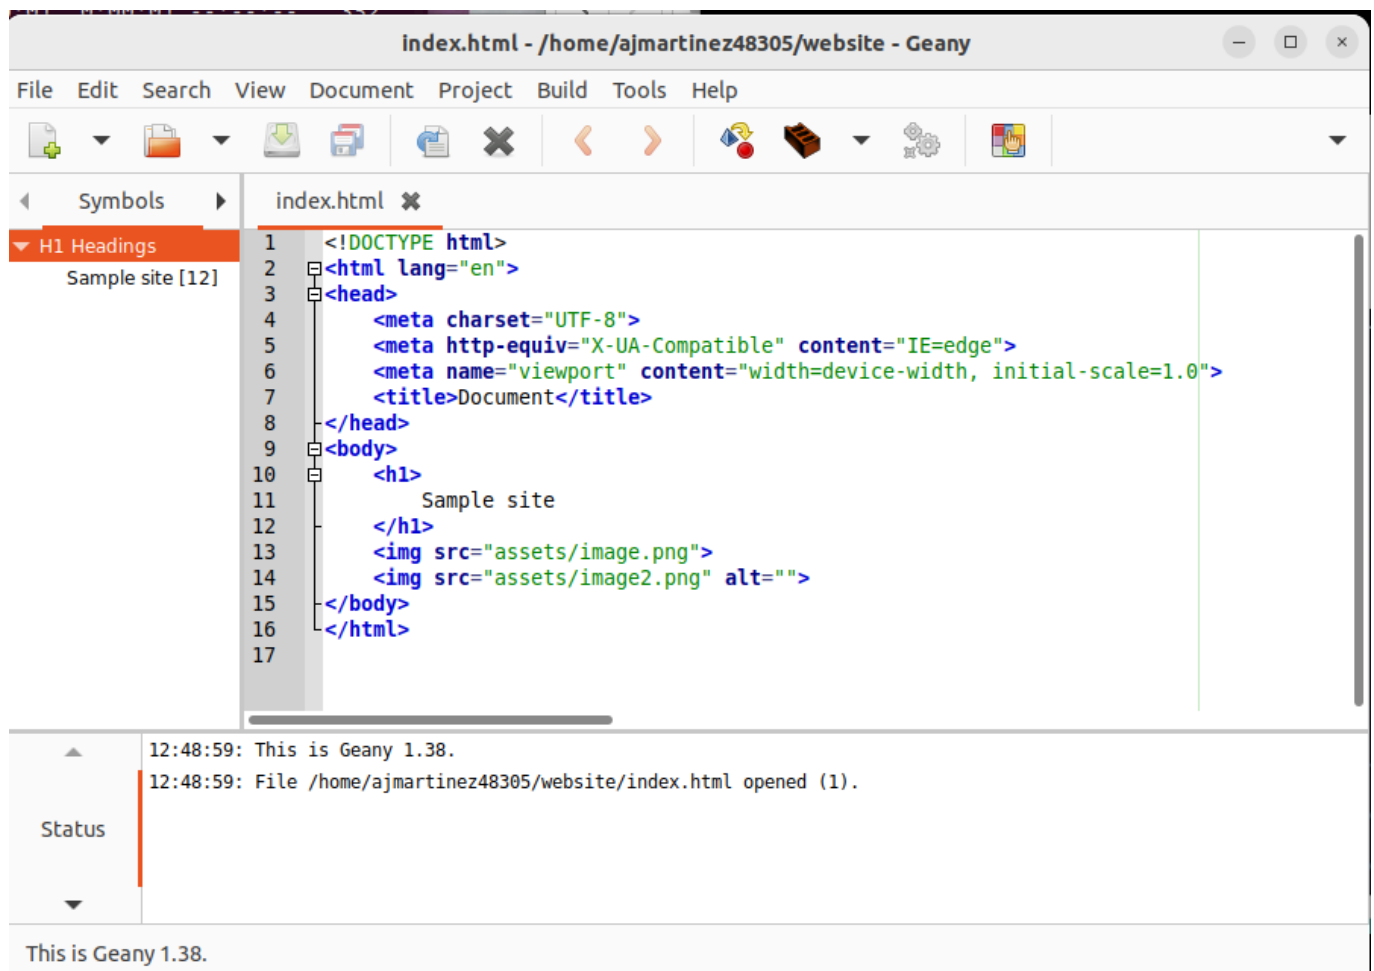 index.html - /home/ajmartinez48305/website - Geany
File Edit Search View Document Project Build Tools Help
Symbols
index.html
H1 Headings
Sample site [12]
1 <!DOCTYPE html>
2 <html lang="en">
3 <head>
4 <meta charset="UTF-8">
5 <meta http-equiv="X-UA-Compatible" content="IE=edge">
6 <meta name="viewport" content="width=device-width, initial-scale=1.0">
7 <title>Document</title>
8 </head>
9 <body>
10 <h1>
11 Sample site
12 </h1>
13 <img src="assets/image.png">
14 <img src="assets/image2.png" alt="">
15 </body>
16 </html>
17
Status
12:48:59: This is Geany 1.38.
12:48:59: File /home/ajmartinez48305/website/index.html opened (1).
This is Geany 1.38.